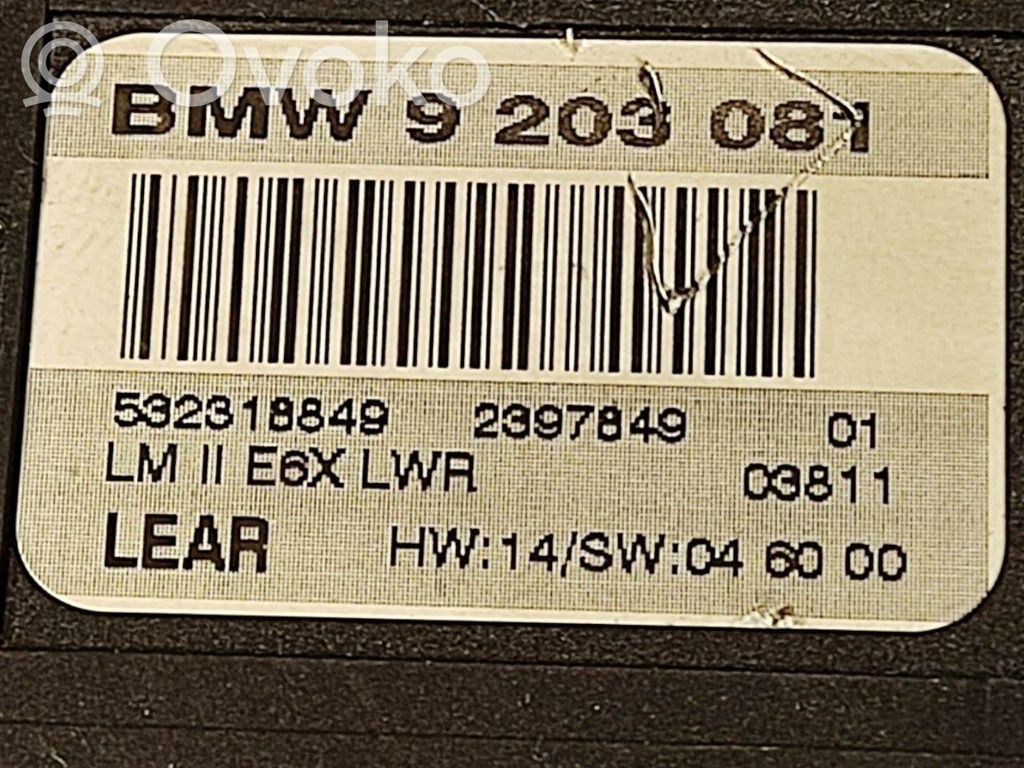 Ovoko
BMW 9 203 081
532318849 2397849 01
LM II E6X LWR 03811
LEAR HW:14/SW:04 60 00